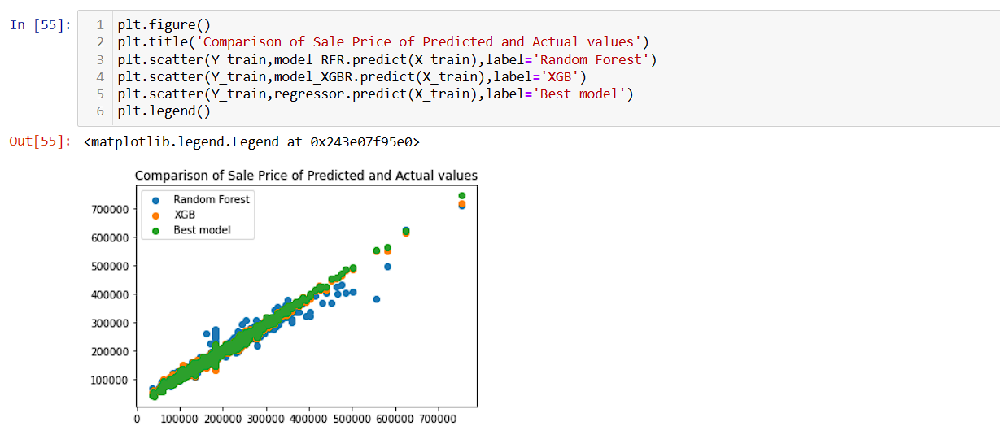 In [55]:
1 plt.figure()
2 plt.title('Comparison of Sale Price of Predicted and Actual values')
3 plt.scatter(Y_train,model_RFR.predict(X_train),label='Random Forest')
4 plt.scatter(Y_train,model_XGBR.predict(X_train),label='XGB')
5 plt.scatter(Y_train,regressor.predict(X_train),label='Best model')
6 plt.legend()
Out[55]: <matplotlib.legend.Legend at 0x243e07f95e0>
Comparison of Sale Price of Predicted and Actual values
Random Forest
XGB
Best model
700000
600000
500000
400000
300000
200000
100000
0 100000 200000 300000 400000 500000 600000 700000